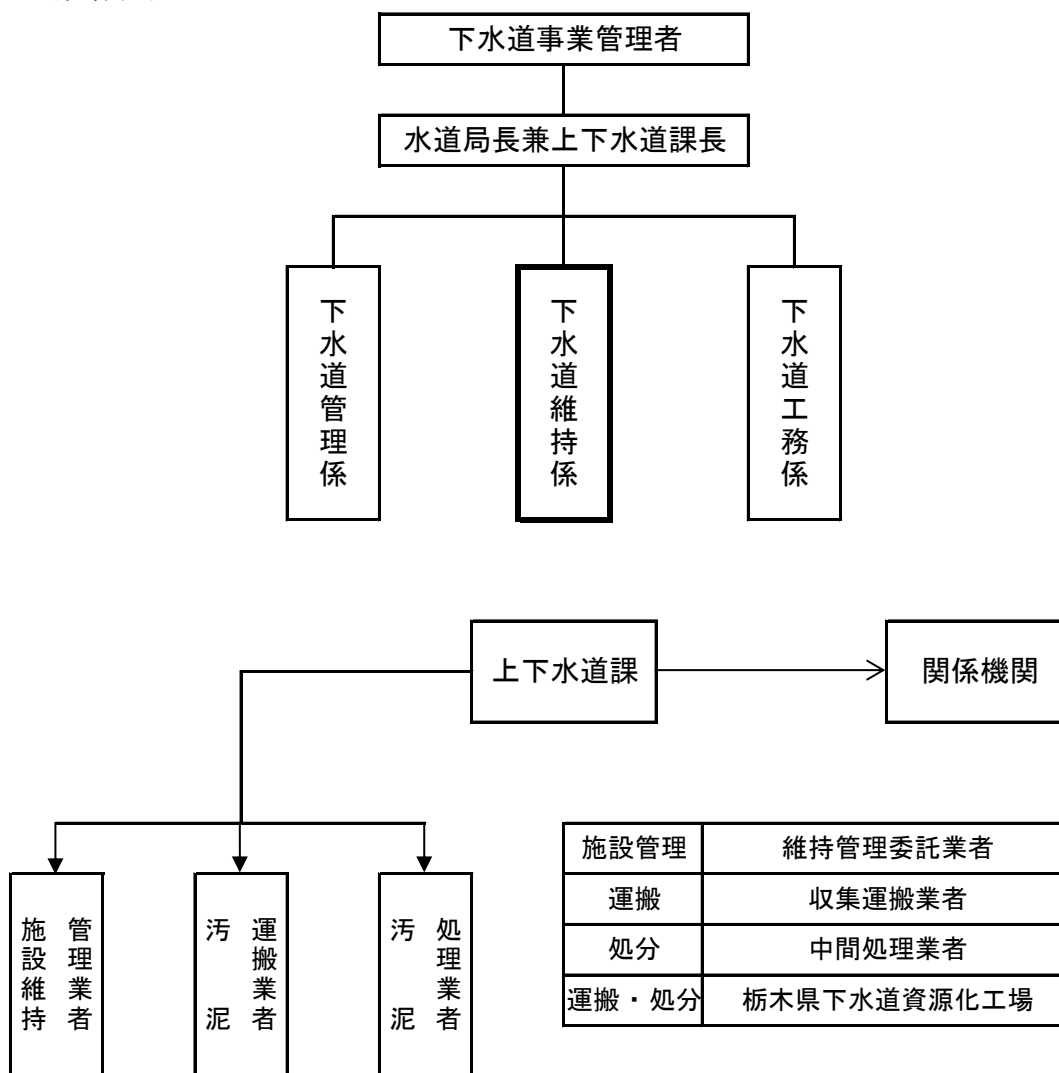 下水道事業管理者
水道局長兼上下水道課長
下水道管理係
下水道維持係
下水道工務係
上下水道課
関係機関
施設維持
管理業者
汚泥
運搬業者
汚泥
処理業者
施設管理 維持管理委託業者
運搬 収集運搬業者
処分 中間処理業者
運搬・処分 栃木県下水道資源化工場